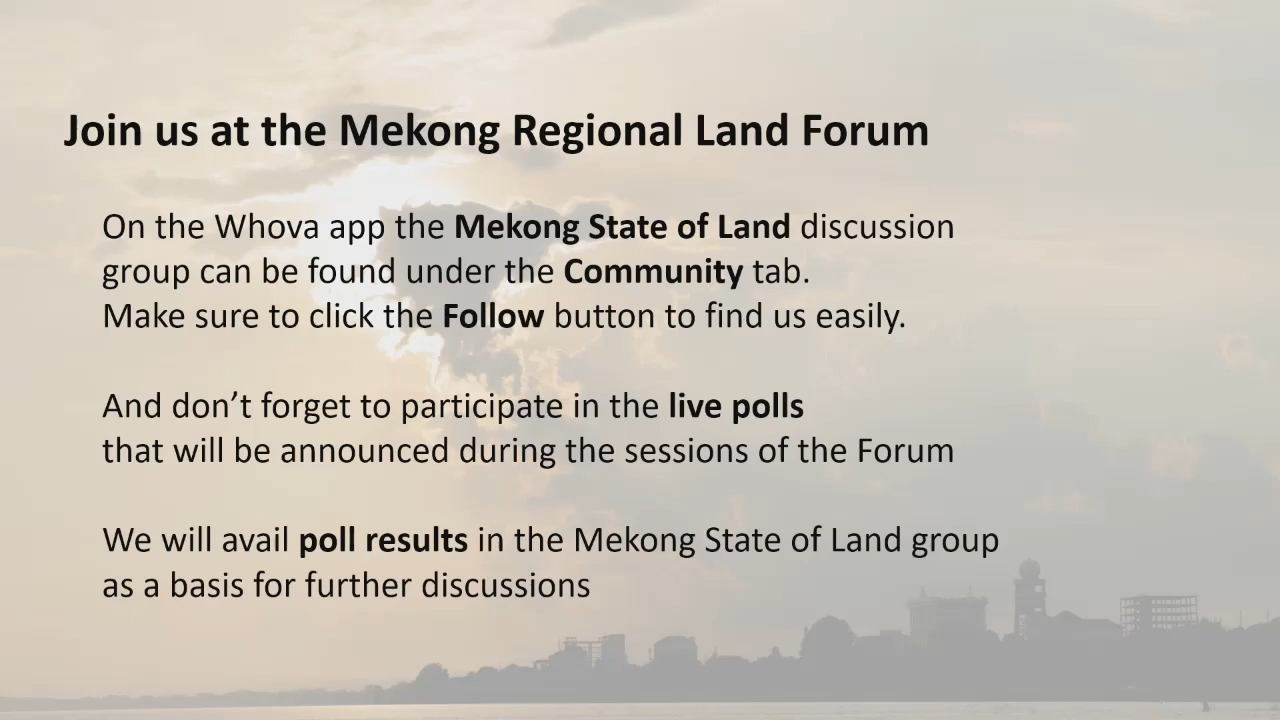 Join us at the Mekong Regional Land Forum
On the Whova app the Mekong State of Land discussion
group can be found under the Community tab.
Make sure to click the Follow button to find us easily.
And don’t forget to participate in the live polls
that will be announced during the sessions of the Forum
We will avail poll results in the Mekong State of Land group
as a basis for further discussions